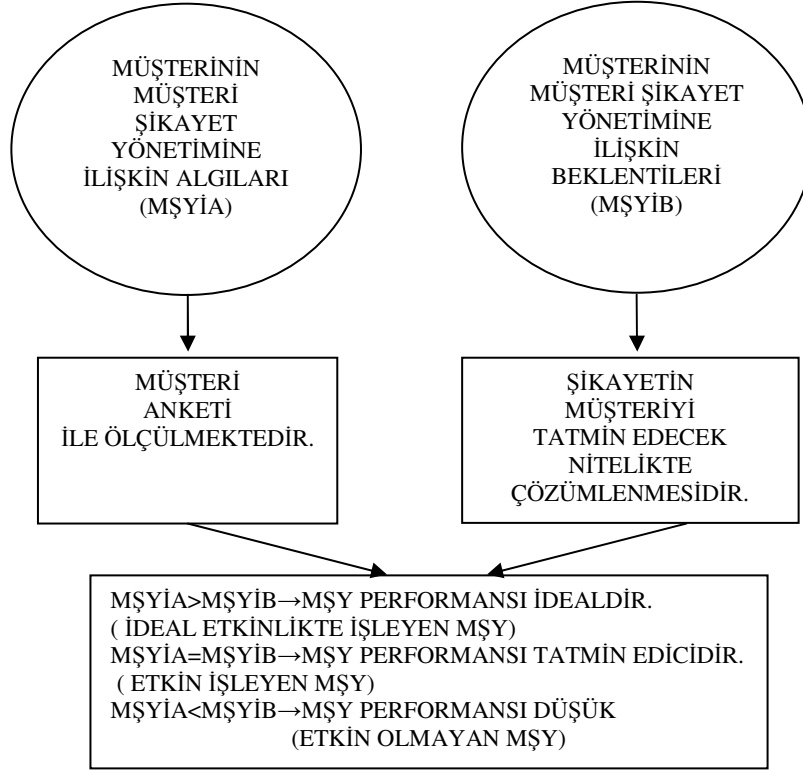 MÜŞTERİNİN
MÜŞTERİ
ŞİKAYET
YÖNETİMİNE
İLİŞKİN ALGILARI
(MŞYİA)
MÜŞTERİNİN
MÜŞTERİ ŞİKAYET
YÖNETİMİNE
İLİŞKİN
BEKLENTİLERİ
(MŞYİB)
MÜŞTERİ
ANKETİ
İLE ÖLÇÜLMEKTEDİR.
ŞİKAYETİN
MÜŞTERİYİ
TATMİN EDECEK
NİTELİKTE
ÇÖZÜMLENMESİDİR.
MŞYİA>MŞYİB→MŞY PERFORMANSI İDEALDİR.
( İDEAL ETKİNLİKTE İŞLEYEN MŞY)
MŞYİA=MŞYİB→MŞY PERFORMANSI TATMİN EDİCİDİR.
( ETKİN İŞLEYEN MŞY)
MŞYİA<MŞYİB→MŞY PERFORMANSI DÜŞÜK
(ETKİN OLMAYAN MŞY)